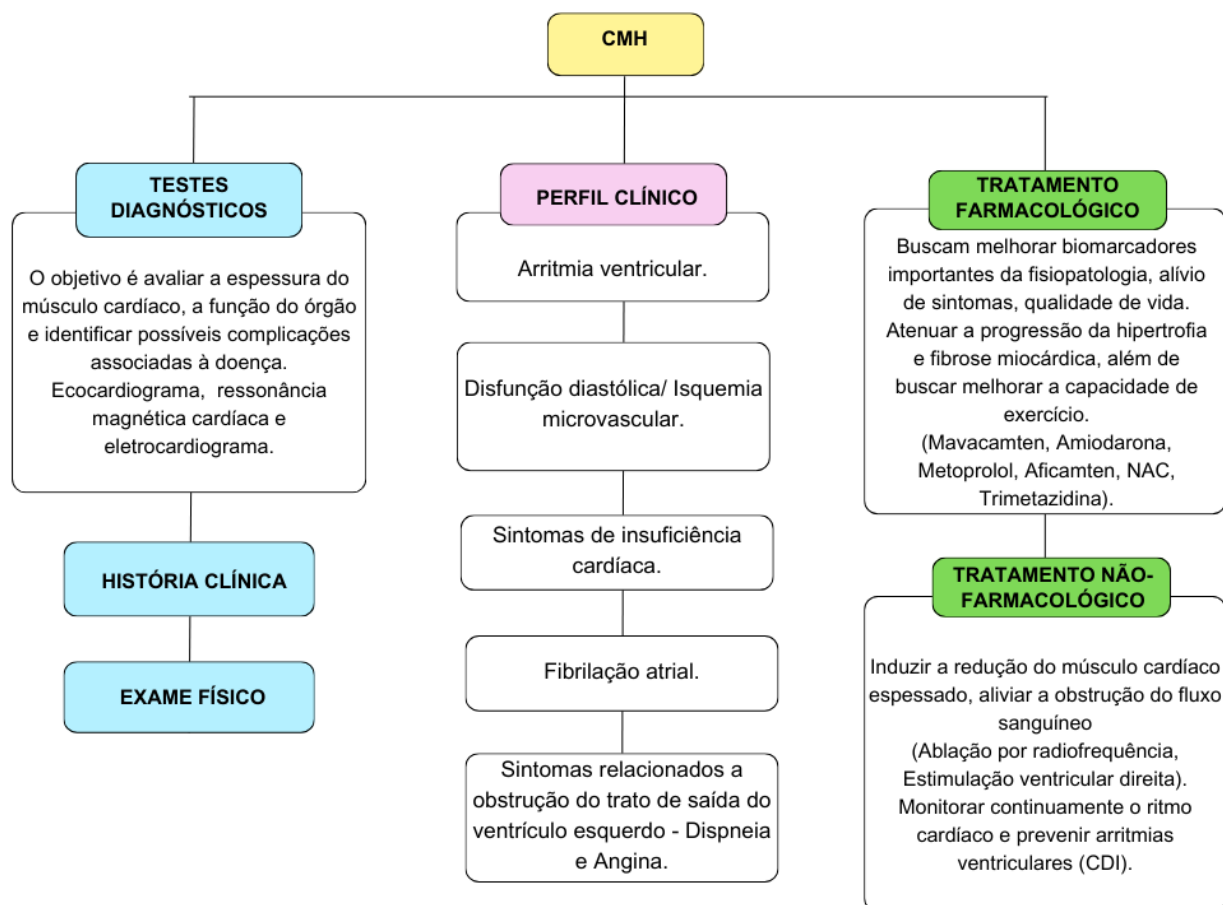 CMH
TESTES
DIAGNÓSTICOS
O objetivo é avaliar a espessura do
músculo cardíaco, a função do órgão
e identificar possíveis complicações
associadas à doença.
Ecocardiograma, ressonância
magnética cardíaca e
eletrocardiograma.
HISTÓRIA CLÍNICA
EXAME FÍSICO
PERFIL CLÍNICO
Arritmia ventricular.
Disfunção diastólica/ Isquemia
microvascular.
Sintomas de insuficiência
cardíaca.
Fibrilação atrial.
Sintomas relacionados a
obstrução do trato de saída do
ventrículo esquerdo - Dispneia
e Angina.
TRATAMENTO
FARMACOLÓGICO
Buscam melhorar biomarcadores
importantes da fisiopatologia, alívio
de sintomas, qualidade de vida.
Atenuar a progressão da hipertrofia
e fibrose miocárdica, além de
buscar melhorar a capacidade de
exercício.
(Mavacamten, Amiodarona,
Metoprolol, Aficamten, NAC,
Trimetazidina).
TRATAMENTO NÃO-
FARMACOLÓGICO
Induzir a redução do músculo cardíaco
espessado, aliviar a obstrução do fluxo
sanguíneo
(Ablação por radiofrequência,
Estimulação ventricular direita).
Monitorar continuamente o ritmo
cardíaco e prevenir arritmias
ventriculares (CDI).